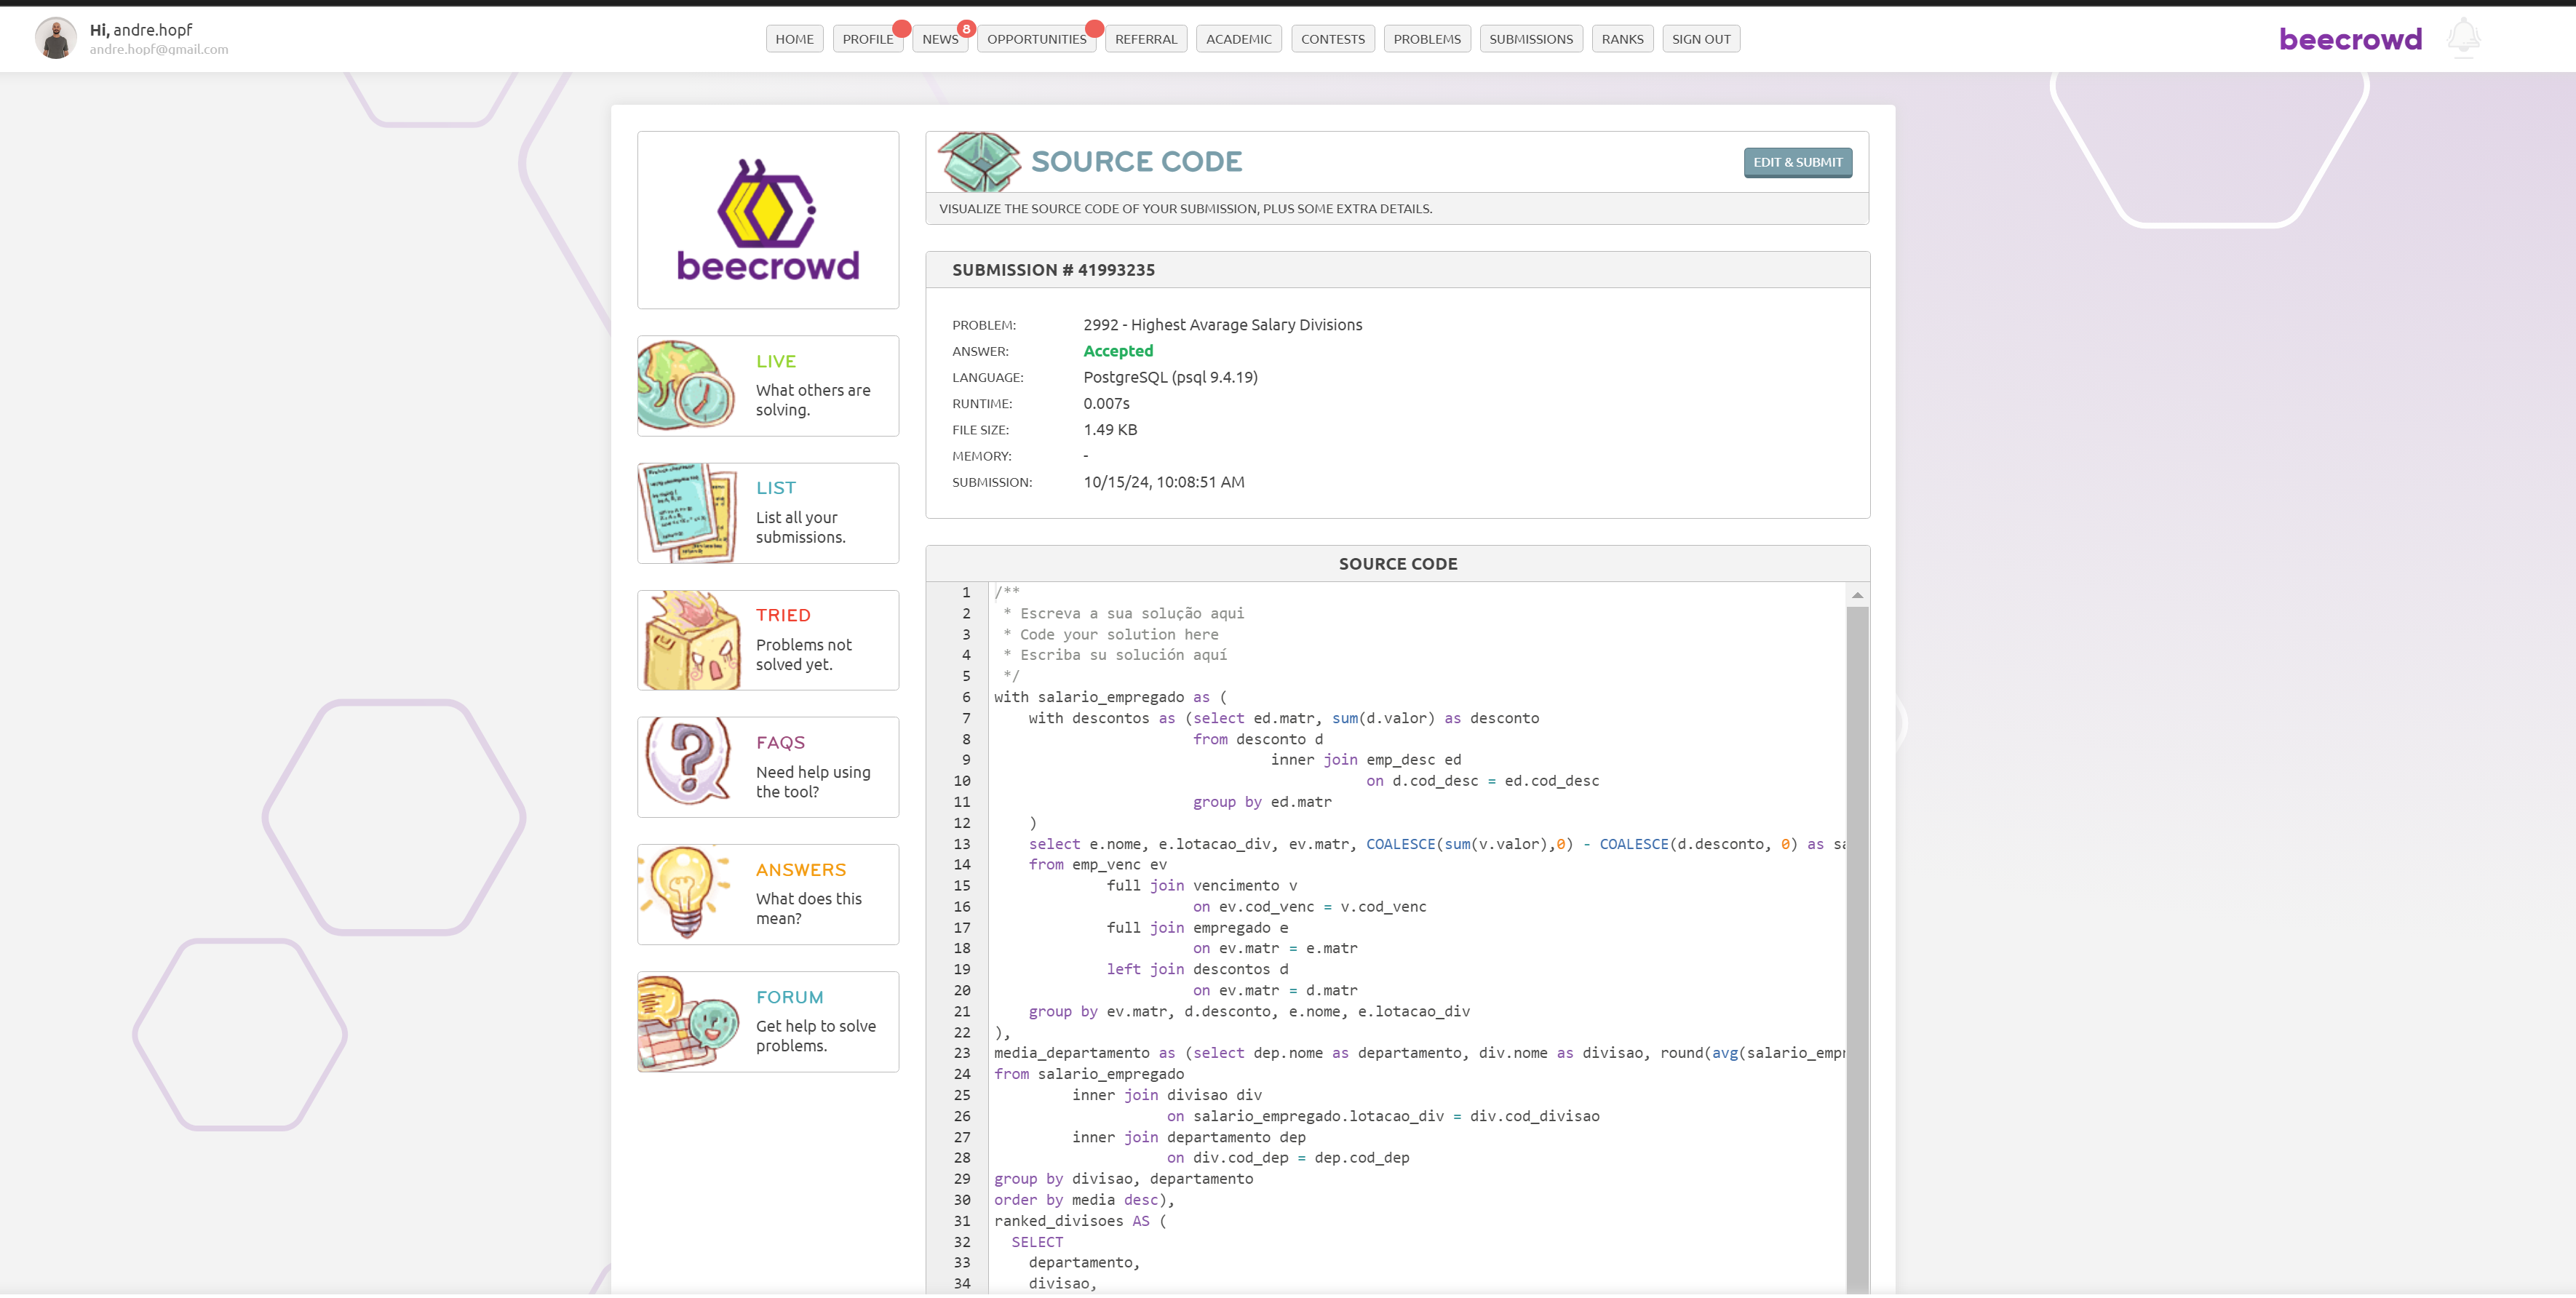 Hi, andre.hopf
andre.hopf@gmail.com
HOME PROFILE NEWS 8 OPPORTUNITIES REFERRAL ACADEMIC CONTESTS PROBLEMS SUBMISSIONS RANKS SIGN OUT
beecrowd
beecrowd
LIVE
What others are
solving.
LIST
List all your
submissions.
TRIED
Problems not
solved yet.
FAQS
Need help using
the tool?
ANSWERS
What does this
mean?
FORUM
Get help to solve
problems.
SOURCE CODE
EDIT & SUBMIT
VISUALIZE THE SOURCE CODE OF YOUR SUBMISSION, PLUS SOME EXTRA DETAILS.
SUBMISSION # 41993235
PROBLEM: 2992 - Highest Avarage Salary Divisions
ANSWER: Accepted
LANGUAGE: PostgreSQL (psql 9.4.19)
RUNTIME: 0.007s
FILE SIZE: 1.49 KB
MEMORY: -
SUBMISSION: 10/15/24, 10:08:51 AM
SOURCE CODE
1 /**
2 * Escreva a sua solução aqui
3 * Code your solution here
4 * Escriba su solución aquí
5 */
6 with salario_empregado as (
7 with descontos as (select ed.matr, sum(d.valor) as desconto
8 from desconto d
9 inner join emp_desc ed
10 on d.cod_desc = ed.cod_desc
11 group by ed.matr
12 )
13 select e.nome, e.lotacao_div, ev.matr, COALESCE(sum(v.valor),0) - COALESCE(d.desconto, 0) as sa
14 from emp_venc ev
15 full join vencimento v
16 on ev.cod_venc = v.cod_venc
17 full join empregado e
18 on ev.matr = e.matr
19 left join descontos d
20 on ev.matr = d.matr
21 group by ev.matr, d.desconto, e.nome, e.lotacao_div
22 ),
23 media_departamento as (select dep.nome as departamento, div.nome as divisao, round(avg(salario_emp
24 from salario_empregado
25 inner join divisao div
26 on salario_empregado.lotacao_div = div.cod_divisao
27 inner join departamento dep
28 on div.cod_dep = dep.cod_dep
29 group by divisao, departamento
30 order by media desc),
31 ranked_divisoes AS (
32 SELECT
33 departamento,
34 divisao,